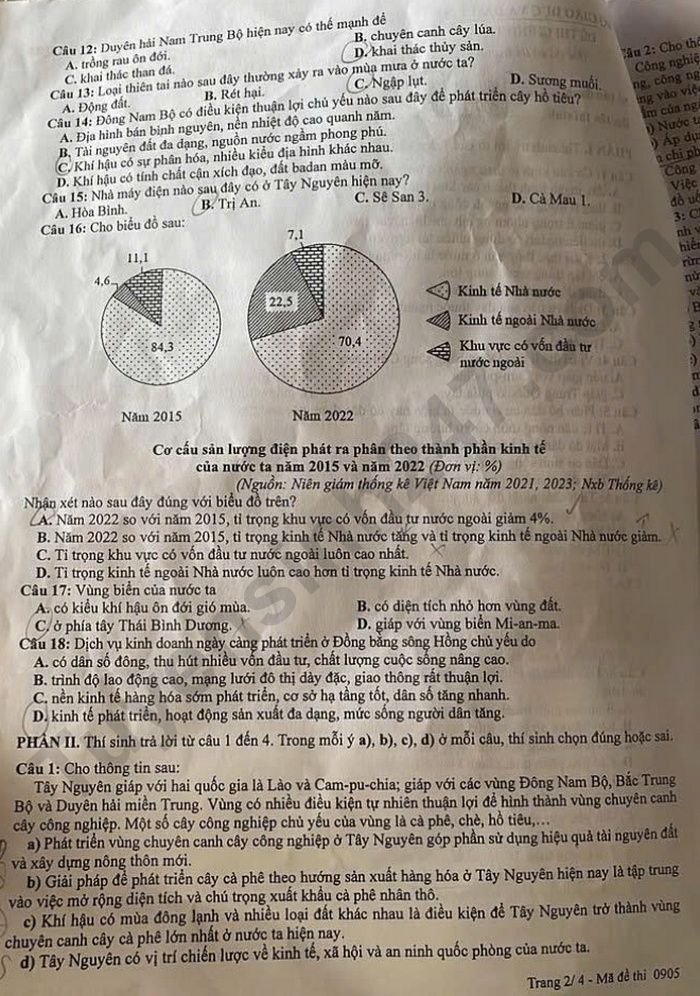 Câu 12: Duyên hải Nam Trung Bộ hiện nay có thế mạnh để
A. trồng rau ôn đới.
B. chuyên canh cây lúa.
C. khai thác than đá.
D. khai thác thủy sản.
Câu 13: Loại thiên tai nào sau đây thường xảy ra vào mùa mưa ở nước ta?
A. Động đất.
B. Rét hại.
C. Ngập lụt.
D. Sương muối.
Câu 14: Đông Nam Bộ có điều kiện thuận lợi chủ yếu nào sau đây để phát triển cây hồ tiêu?
A. Địa hình bán bình nguyên, nền nhiệt độ cao quanh năm.
B. Tài nguyên đất đa dạng, nguồn nước ngầm phong phú.
C. Khí hậu có sự phân hóa, nhiều kiểu địa hình khác nhau.
D. Khí hậu có tính chất cận xích đạo, đất badan màu mỡ.
Câu 15: Nhà máy điện nào sau đây có ở Tây Nguyên hiện nay?
A. Hòa Bình.
B. Trị An.
C. Sê San 3.
D. Cà Mau 1.
Câu 16: Cho biểu đồ sau:
11,1
4,6
84,3
7,1
22,5
70,4
Kinh tế Nhà nước
Kinh tế ngoài Nhà nước
Khu vực có vốn đầu tư
nước ngoài
Năm 2015
Năm 2022
Cơ cấu sản lượng điện phát ra phân theo thành phần kinh tế
của nước ta năm 2015 và năm 2022 (Đơn vị: %)
(Nguồn: Niên giám thống kê Việt Nam năm 2021, 2023; Nxb Thống kê)
Nhận xét nào sau đây đúng với biểu đồ trên?
A. Năm 2022 so với năm 2015, tỉ trọng khu vực có vốn đầu tư nước ngoài giảm 4%.
B. Năm 2022 so với năm 2015, tỉ trọng kinh tế Nhà nước tăng và tỉ trọng kinh tế ngoài Nhà nước giảm.
C. Tỉ trọng khu vực có vốn đầu tư nước ngoài luôn cao nhất.
D. Tỉ trọng kinh tế ngoài Nhà nước luôn cao hơn tỉ trọng kinh tế Nhà nước.
Câu 17: Vùng biển của nước ta
A. có kiểu khí hậu ôn đới gió mùa.
B. có diện tích nhỏ hơn vùng đất.
C. ở phía tây Thái Bình Dương.
D. giáp với vùng biển Mi-an-ma.
Câu 18: Dịch vụ kinh doanh ngày càng phát triển ở Đồng bằng sông Hồng chủ yếu do
A. có dân số đông, thu hút nhiều vốn đầu tư, chất lượng cuộc sống nâng cao.
B. trình độ lao động cao, mạng lưới đô thị dày đặc, giao thông rất thuận lợi.
C. nền kinh tế hàng hóa sớm phát triển, cơ sở hạ tầng tốt, dân số tăng nhanh.
D. kinh tế phát triển, hoạt động sản xuất đa dạng, mức sống người dân tăng.
PHẦN II. Thí sinh trả lời từ câu 1 đến 4. Trong mỗi ý a), b), c), d) ở mỗi câu, thí sinh chọn đúng hoặc sai.
Câu 1: Cho thông tin sau:
Tây Nguyên giáp với hai quốc gia là Lào và Cam-pu-chia; giáp với các vùng Đông Nam Bộ, Bắc Trung
Bộ và Duyên hải miền Trung. Vùng có nhiều điều kiện tự nhiên thuận lợi để hình thành vùng chuyên canh
cây công nghiệp. Một số cây công nghiệp chủ yếu của vùng là cà phê, chè, hồ tiêu,…
a) Phát triển vùng chuyên canh cây công nghiệp ở Tây Nguyên góp phần sử dụng hiệu quả tài nguyên đất
và xây dựng nông thôn mới.
b) Giải pháp để phát triển cây cà phê theo hướng sản xuất hàng hóa ở Tây Nguyên hiện nay là tập trung
vào việc mở rộng diện tích và chú trọng xuất khẩu cà phê nhân thô.
c) Khí hậu có mùa đông lạnh và nhiều loại đất khác nhau là điều kiện để Tây Nguyên trở thành vùng
chuyên canh cây cà phê lớn nhất ở nước ta hiện nay.
d) Tây Nguyên có vị trí chiến lược về kinh tế, xã hội và an ninh quốc phòng của nước ta.
Trang 2/ 4 - Mã đề thi 0905
Câu 2: Cho
Công nghiệ